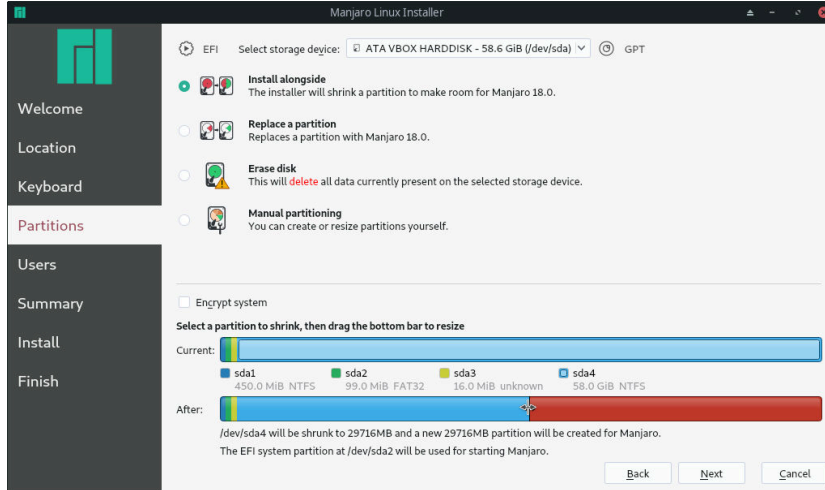 Manjaro Linux Installer
EFI Select storage device: ATA VBOX HARDDISK - 58.6 GiB (/dev/sda) GPT
Install alongside
The installer will shrink a partition to make room for Manjaro 18.0.
Replace a partition
Replaces a partition with Manjaro 18.0.
Erase disk
This will delete all data currently present on the selected storage device.
Manual partitioning
You can create or resize partitions yourself.
Welcome
Location
Keyboard
Partitions
Users
Summary
Install
Finish
Encrypt system
Select a partition to shrink, then drag the bottom bar to resize
Current:
sda1 sda2 sda3 sda4
450.0 MiB NTFS 99.0 MiB FAT32 16.0 MiB unknown 58.0 GiB NTFS
After:
/dev/sda4 will be shrunk to 29716MB and a new 29716MB partition will be created for Manjaro.
The EFI system partition at /dev/sda2 will be used for starting Manjaro.
Back Next Cancel